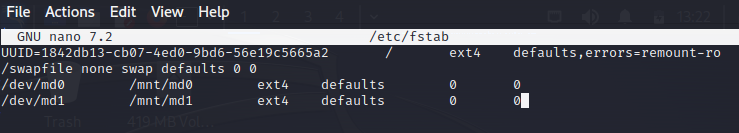 File Actions Edit View Help
13:22
GNU nano 7.2 /etc/fstab
UUID=1842db13-cb07-4ed0-9bd6-56e19c5665a2 / ext4 defaults,errors=remount-ro
/swapfile none swap defaults 0 0
/dev/md0 /mnt/md0 ext4 defaults 0 0
/dev/md1 /mnt/md1 ext4 defaults 0 0
Trash 419 MB Vol...